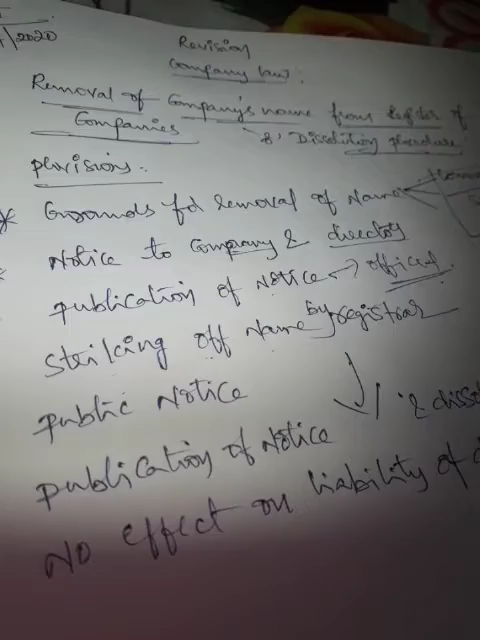 /2020
Revision
Company law:
Removal of Company's name from Register of
Companies & Dissolution procedure
provisions:-
* Grounds for removal of Name
Notice to Company & directors
publication of Notice → Official
Striking off Name by registrar
public Notice
publication of Notice
No effect on liability of